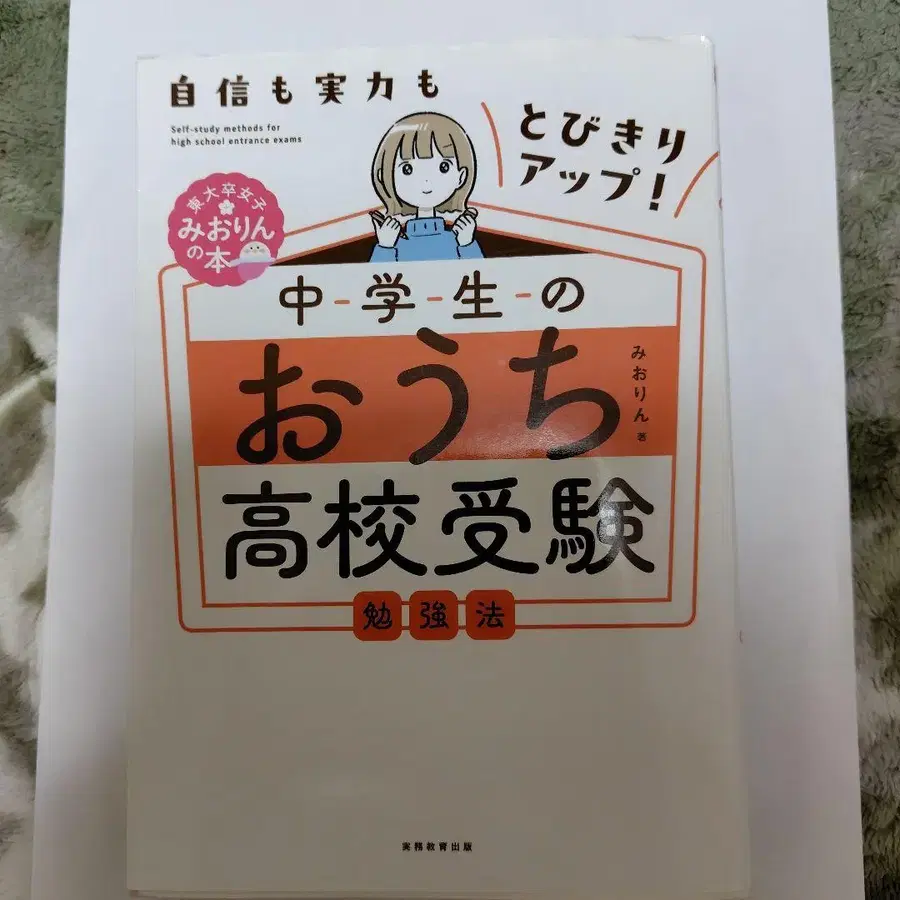 自信も実力も
Self-study methods for
high school entrance exams
とびきり
アップ!
東大卒女子
みおりん
の本
中-学-生-の
おうち
みおりん 著
高校受験
勉強法
実務教育出版